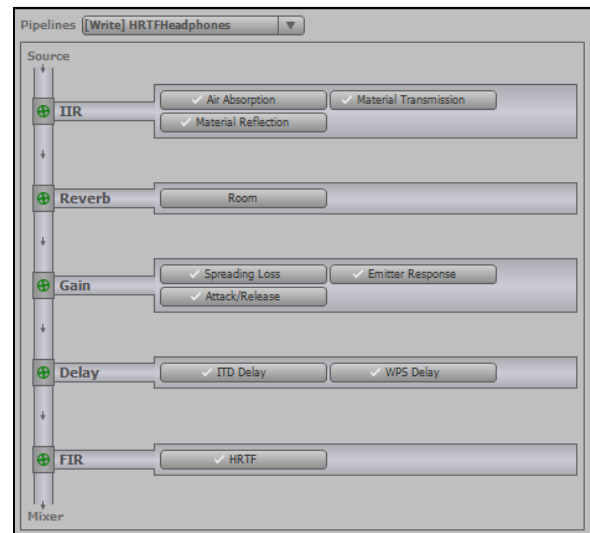 Pipelines [Write] HRTFHeadphones
Source
IIR Air Absorption Material Transmission
Material Reflection
Reverb Room
Gain Spreading Loss Emitter Response
Attack/Release
Delay ITD Delay WPS Delay
FIR HRTF
Mixer